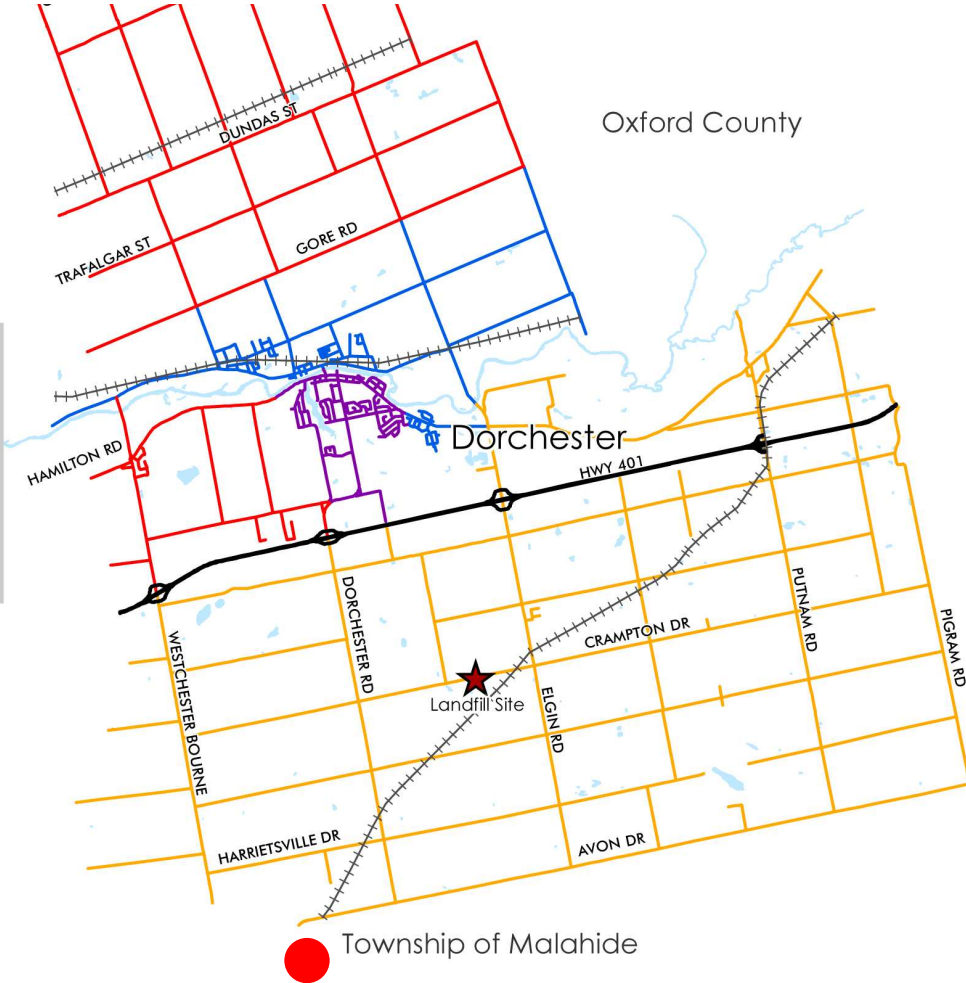 Oxford County
DUNDAS ST
TRAFALGAR ST
GORE RD
HAMILTON RD
Dorchester
HWY 401
DORCHESTER RD
PUTNAM RD
PIGRAM RD
CRAMPTON DR
WESTCHESTER BOURNE
Landfill Site
ELGIN RD
HARRIETSVILLE DR
AVON DR
Township of Malahide